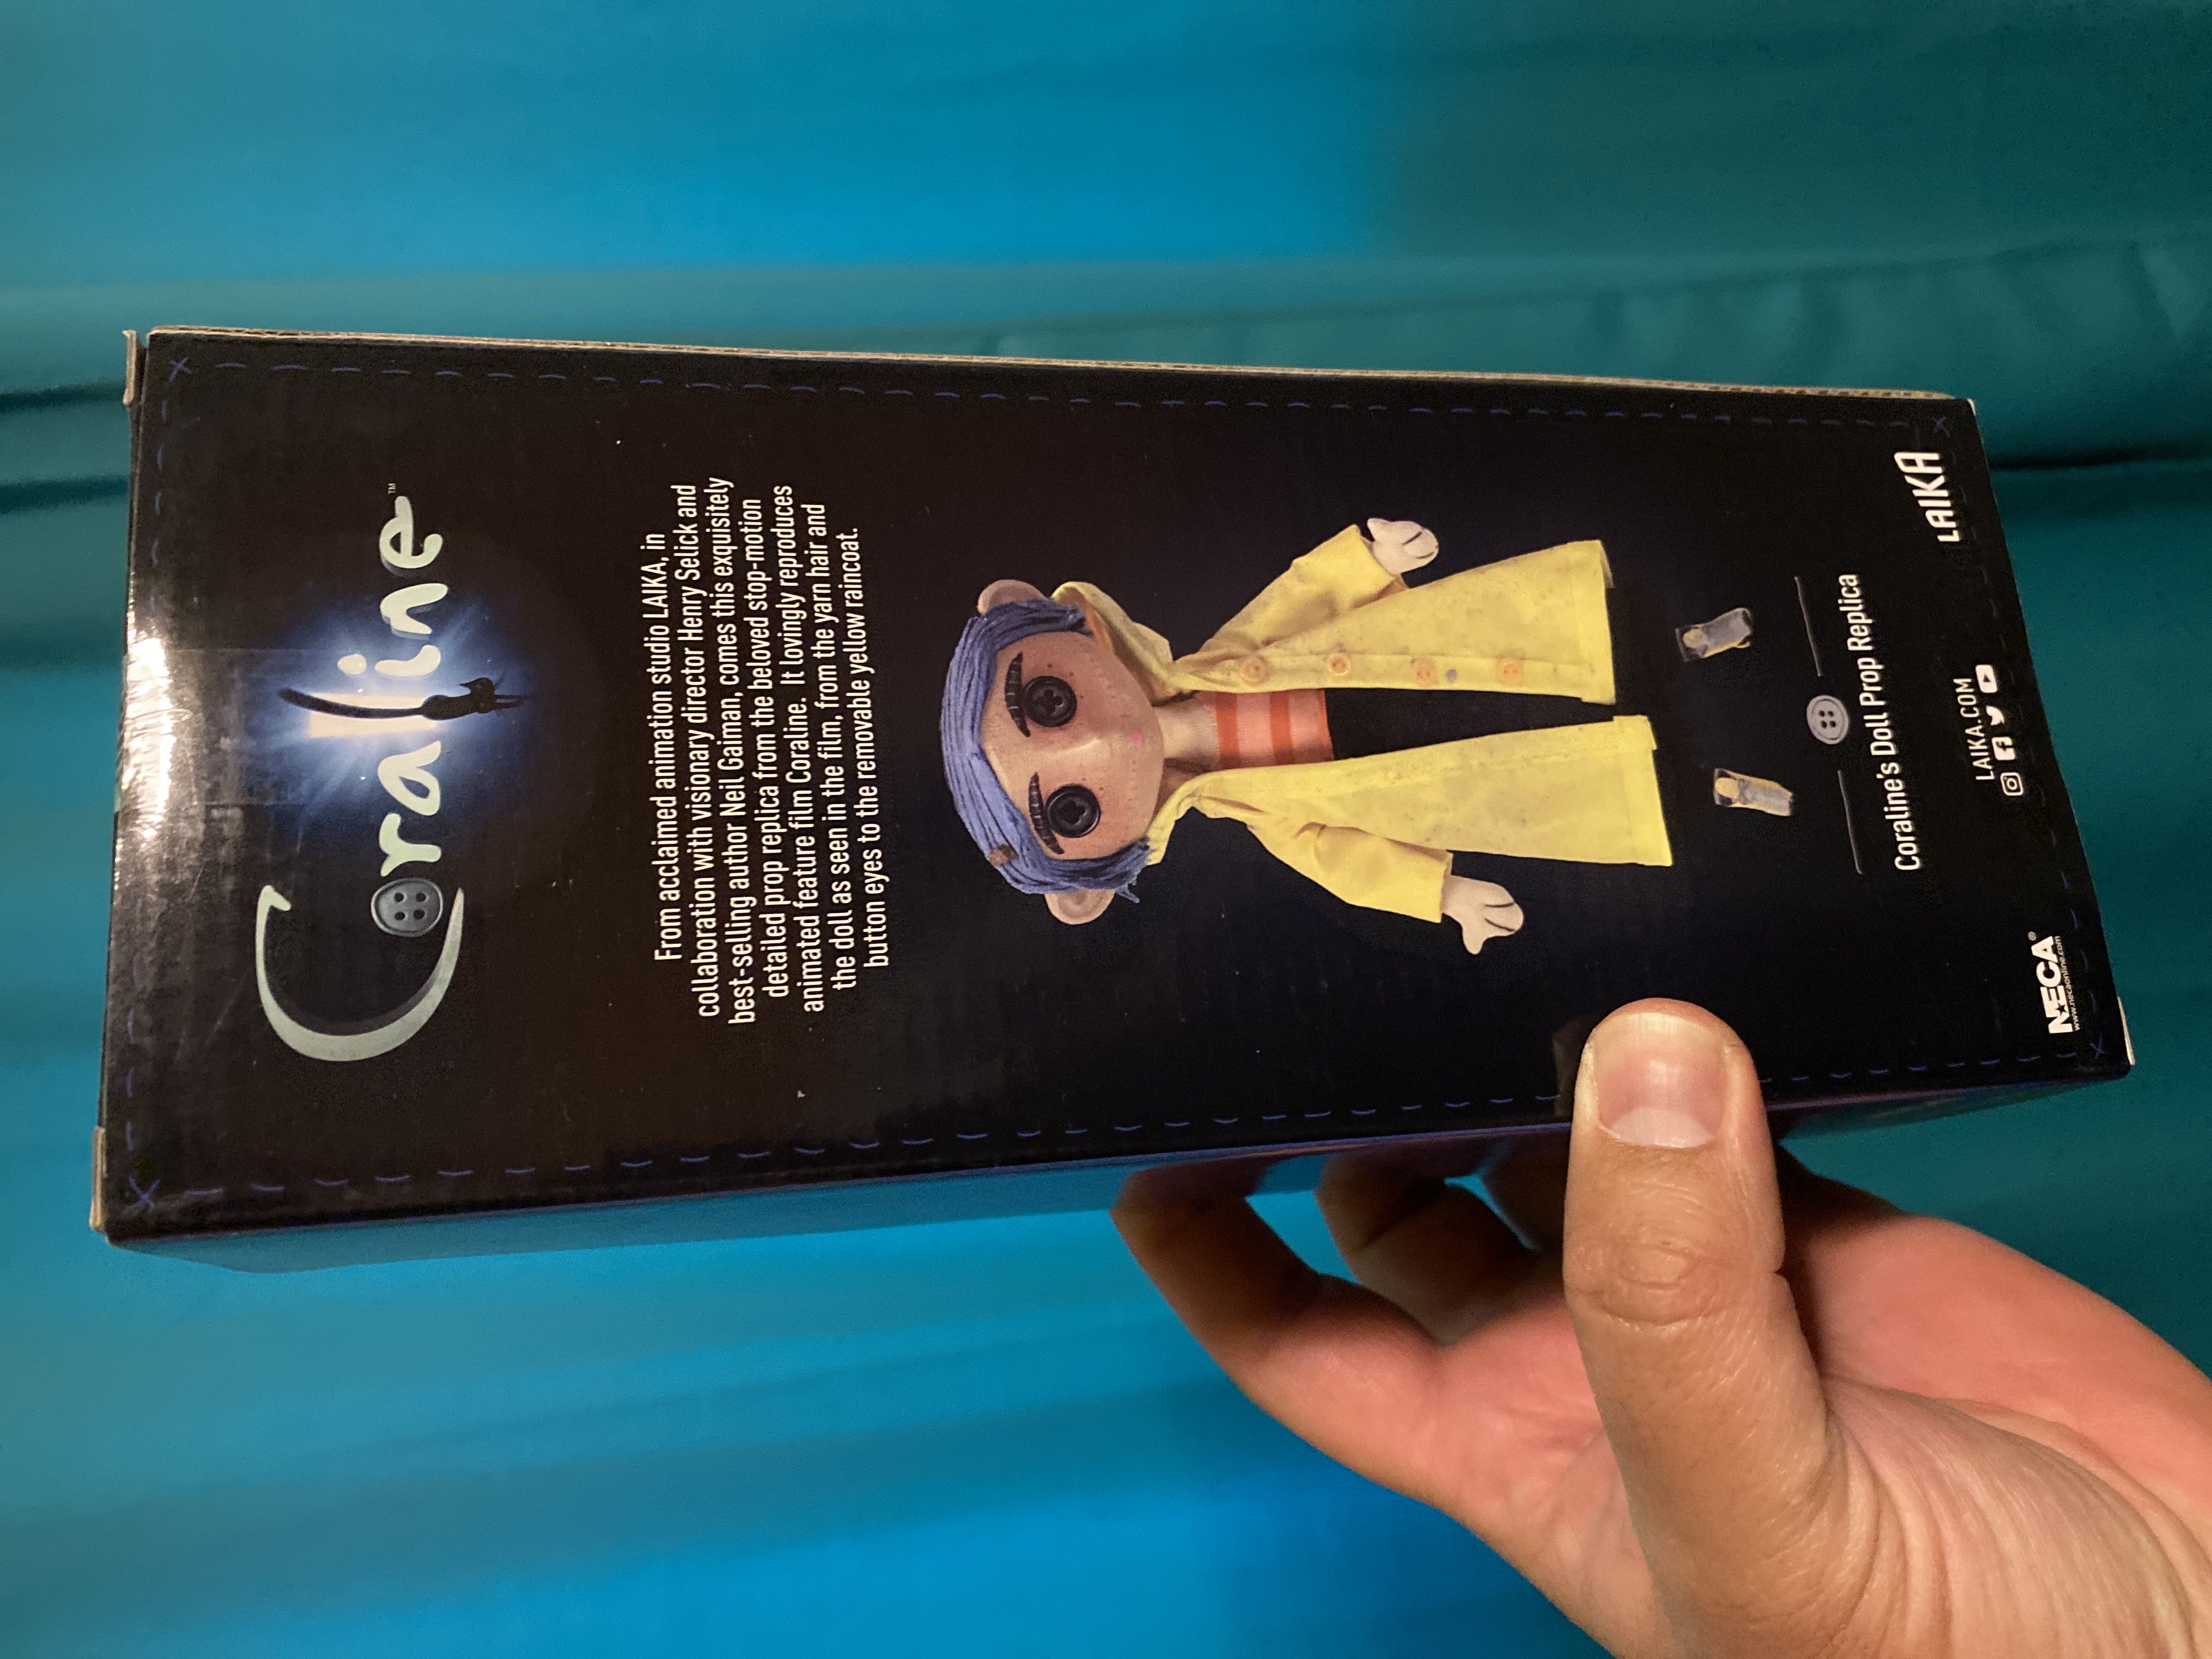 Coraline™
From acclaimed animation studio LAIKA, in
collaboration with visionary director Henry Selick and
best-selling author Neil Gaiman, comes this exquisitely
detailed prop replica from the beloved stop-motion
animated feature film Coraline. It lovingly reproduces
the doll as seen in the film, from the yarn hair and
button eyes to the removable yellow raincoat.
Coraline's Doll Prop Replica
LAIKA.COM
NECA®
www.necaonline.com
LAIKA